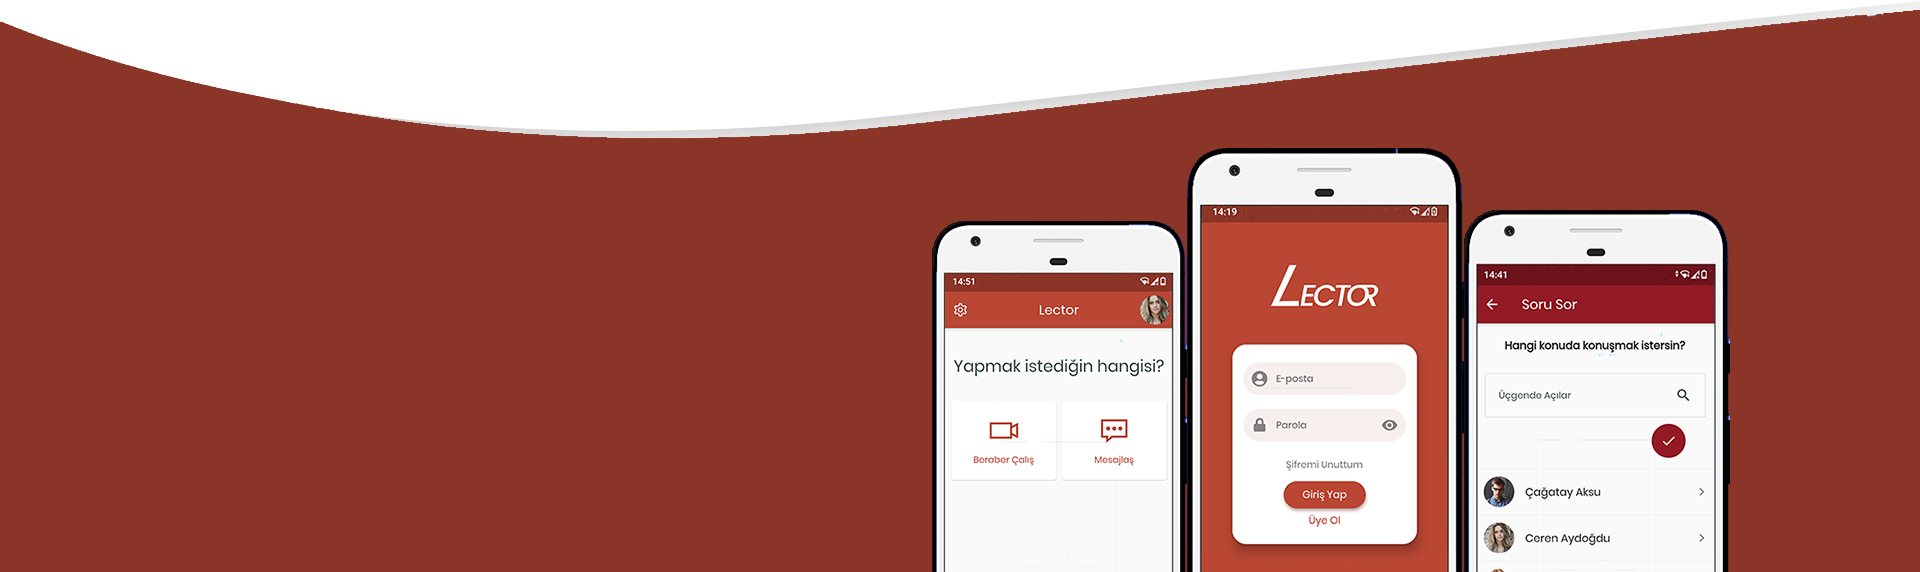 14:51
Lector
Yapmak istediğin hangisi?
Beraber Çalış
Mesajlaş
14:19
LECTOR
E-posta
Parola
Şifremi Unuttum
Giriş Yap
Üye Ol
14:41
Soru Sor
Hangi konuda konuşmak istersin?
Üçgende Açılar
Çağatay Aksu
Ceren Aydoğdu